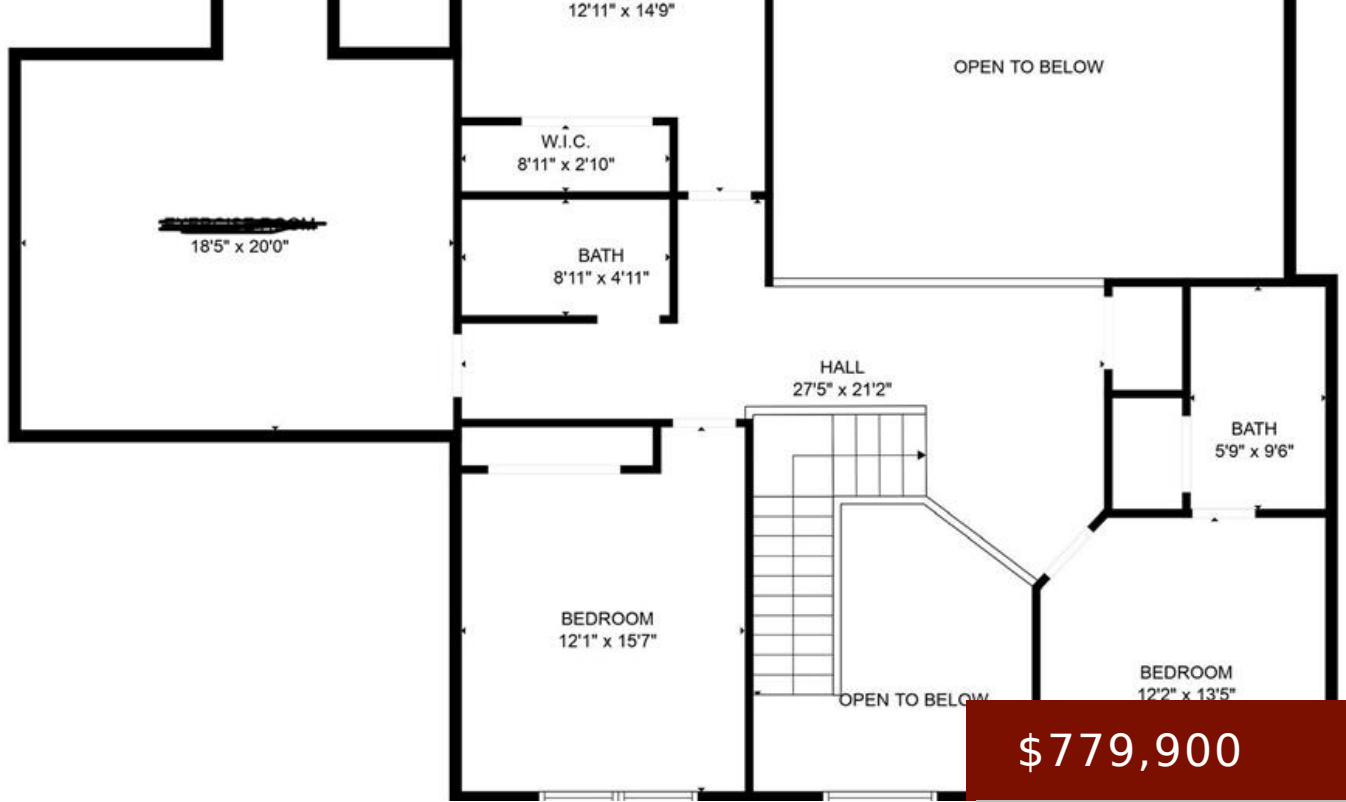 12'11" x 14'9"
OPEN TO BELOW
W.I.C.
8'11" x 2'10"
18'5" x 20'0"
BATH
8'11" x 4'11"
HALL
27'5" x 21'2"
BATH
5'9" x 9'6"
BEDROOM
12'1" x 15'7"
BEDROOM
12'2" x 13'5"
OPEN TO BELOW
$779,900